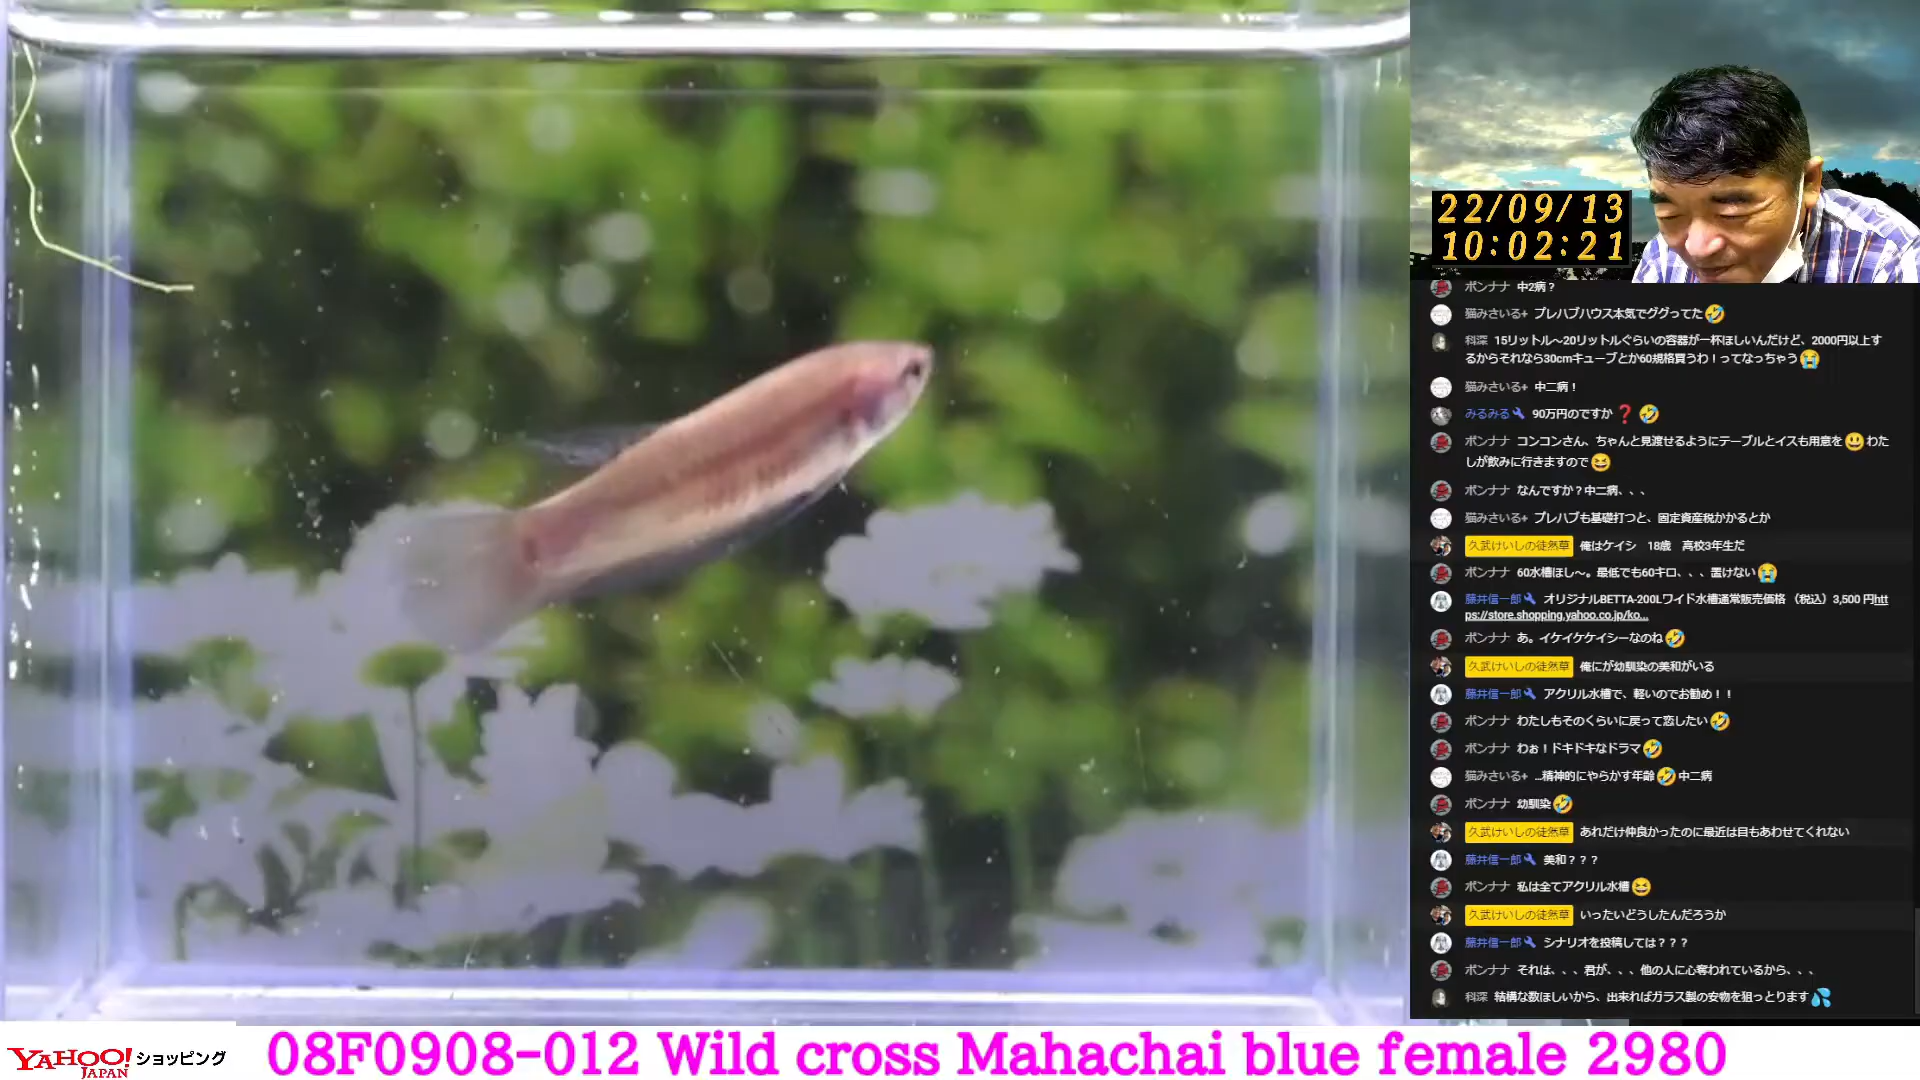 22/09/13
10:02:21
ボンナナ 中2病？
猫みさいる+ プレハブハウス本気でググってた🤣
科深 15リットル～20リットルぐらいの容器が一杯ほしいんだけど、2000円以上す
るからそれなら30cmキューブとか60規格買うわ！ってなっちゃう😭
猫みさいる+ 中二病！
みるみる🔧 90万円のですか❓🤣
ボンナナ コンコンさん、ちゃんと見渡せるようにテーブルとイスも用意を😃わた
しが飲みに行きますので😆
ボンナナ なんですか？中二病、、、
猫みさいる+ プレハブも基礎打つと、固定資産税かかるとか
久武けいしの徒然草 俺はケイシ　18歳　高校3年生だ
ボンナナ 60水槽ほし～。最低でも60キロ、、、置けない😭
藤井信一郎🔧 オリジナルBETTA-200Lワイド水槽通常販売価格 （税込）3,500 円htt
ps://store.shopping.yahoo.co.jp/ko...
ボンナナ あ。イケイケケイシーなのね🤣
久武けいしの徒然草 俺にが幼馴染の美和がいる
藤井信一郎🔧 アクリル水槽で、軽いのでお勧め！！
ボンナナ わたしもそのくらいに戻って恋したい🤣
ボンナナ わぉ！ドキドキなドラマ🤣
猫みさいる+ ...精神的にやらかす年齢🤣中二病
ボンナナ 幼馴染🤣
久武けいしの徒然草 あれだけ仲良かったのに最近は目もあわせてくれない
藤井信一郎🔧 美和？？？
ボンナナ 私は全てアクリル水槽😆
久武けいしの徒然草 いったいどうしたんだろうか
藤井信一郎🔧 シナリオを投稿しては？？？
ボンナナ それは、、、君が、、、他の人に心奪われているから、、、
科深 結構な数ほしいから、出来ればガラス製の安物を狙っとります💦
YAHOO! JAPAN ショッピング
08F0908-012 Wild cross Mahachai blue female 2980